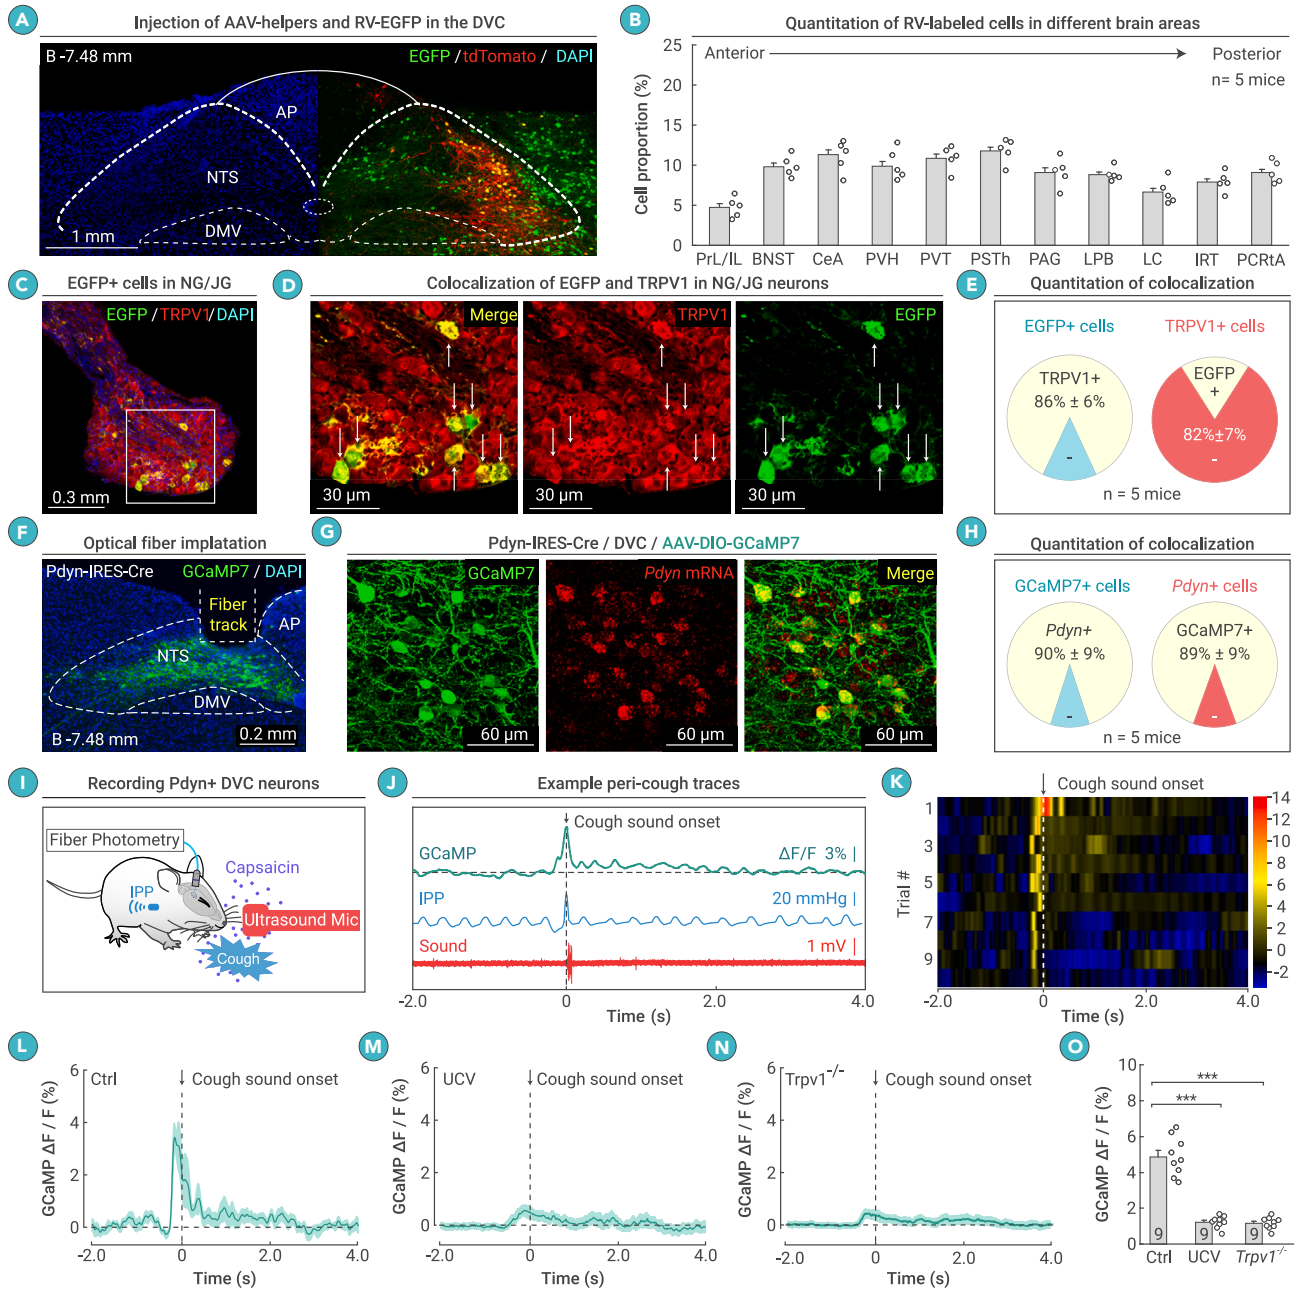 A
Injection of AAV-helpers and RV-EGFP in the DVC
B -7.48 mm
EGFP / tdTomato / DAPI
AP
NTS
DMV
1 mm
B
Quantitation of RV-labeled cells in different brain areas
Anterior
Posterior
n= 5 mice
Cell proportion (%)
25
20
15
10
5
0
PrL/IL BNST CeA PVH PVT PSTh PAG LPB LC IRT PCRtA
C
EGFP+ cells in NG/JG
EGFP / TRPV1/ DAPI
0.3 mm
D
Colocalization of EGFP and TRPV1 in NG/JG neurons
Merge
TRPV1
EGFP
30 µm
30 µm
30 µm
E
Quantitation of colocalization
EGFP+ cells
TRPV1+ cells
TRPV1+
86% ± 6%
-
EGFP
+
82%±7%
-
n = 5 mice
F
Optical fiber implatation
Pdyn-IRES-Cre
GCaMP7 / DAPI
Fiber
track
AP
NTS
DMV
B -7.48 mm
0.2 mm
G
Pdyn-IRES-Cre / DVC / AAV-DIO-GCaMP7
GCaMP7
Pdyn mRNA
Merge
60 µm
60 µm
60 µm
H
Quantitation of colocalization
GCaMP7+ cells
Pdyn+ cells
Pdyn+
90% ± 9%
-
GCaMP7+
89% ± 9%
-
n = 5 mice
I
Recording Pdyn+ DVC neurons
Fiber Photometry
IPP
Capsaicin
Ultrasound Mic
Cough
J
Example peri-cough traces
Cough sound onset
GCaMP
ΔF/F 3%
IPP
20 mmHg
Sound
1 mV
-2.0 0 2.0 4.0
Time (s)
K
Cough sound onset
Trial #
1
3
5
7
9
14
12
10
8
6
4
2
0
-2
-2.0 0 2.0 4.0
Time (s)
L
Ctrl
Cough sound onset
GCaMP ΔF / F (%)
6
4
2
0
-2.0 0 2.0 4.0
Time (s)
M
UCV
Cough sound onset
GCaMP ΔF / F (%)
6
4
2
0
-2.0 0 2.0 4.0
Time (s)
N
Trpv1-/-
Cough sound onset
GCaMP ΔF / F (%)
6
4
2
0
-2.0 0 2.0 4.0
Time (s)
O
GCaMP ΔF / F (%)
10
8
6
4
2
0
***
***
9 9 9
Ctrl UCV Trpv1-/-